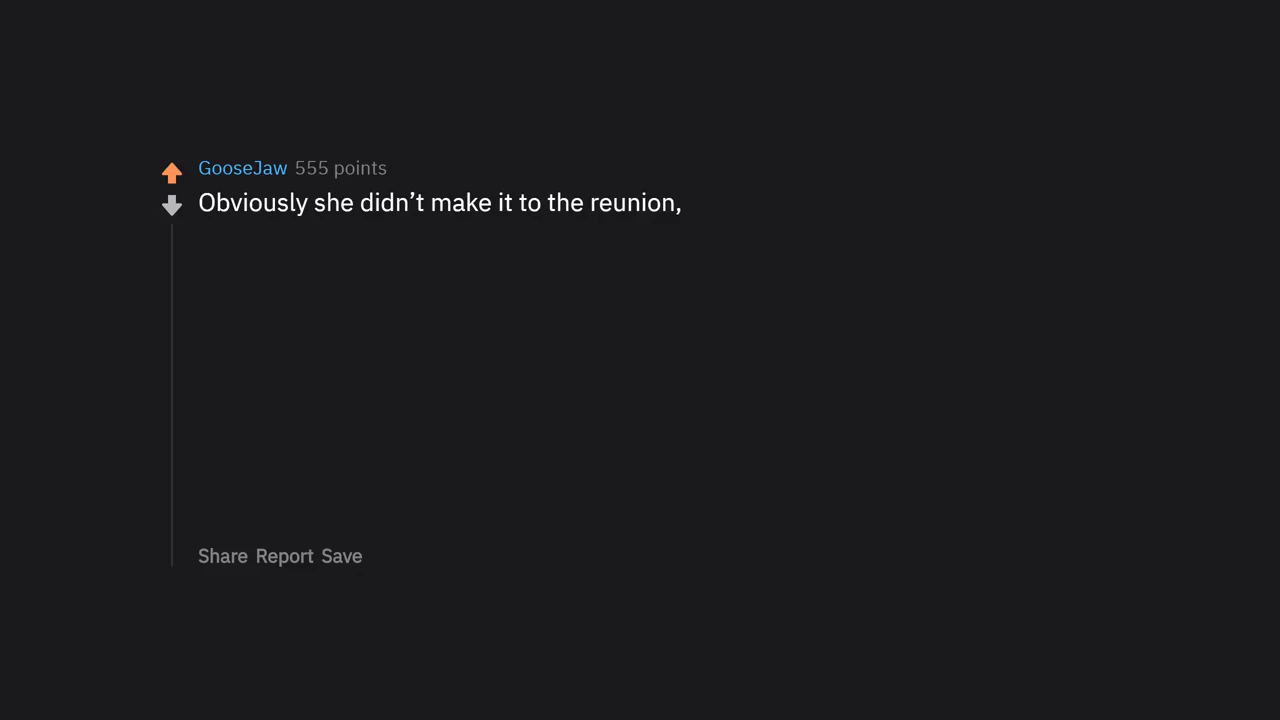 GooseJaw 555 points
Obviously she didn’t make it to the reunion,
Share Report Save